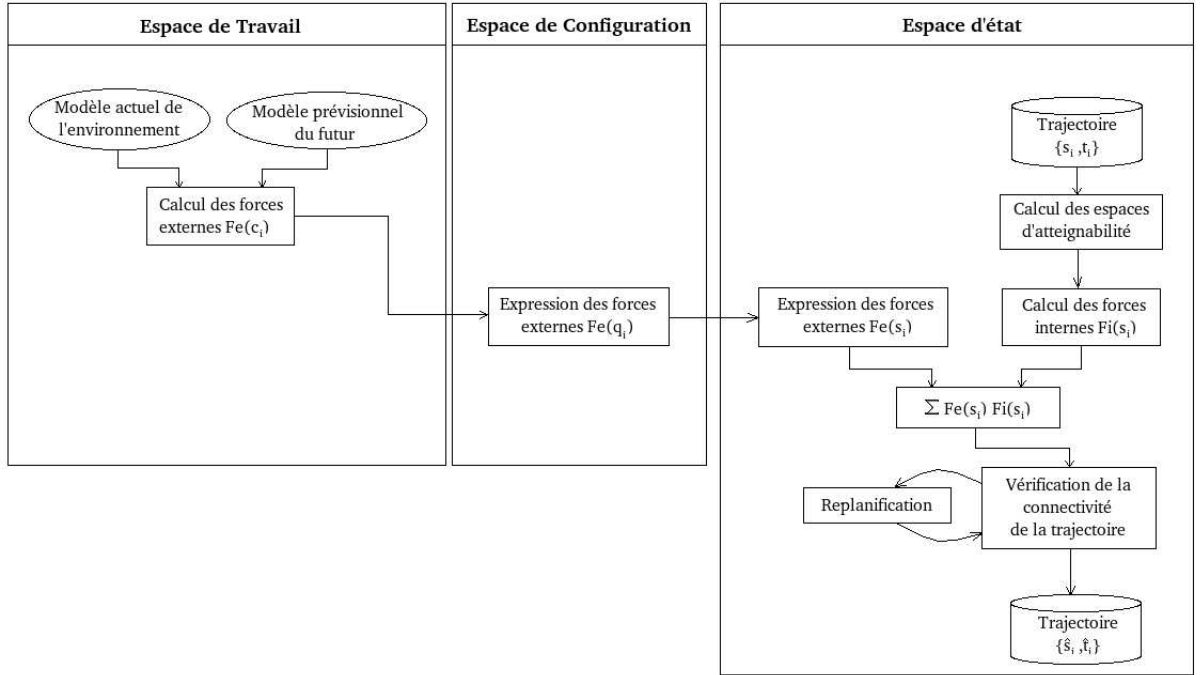 Espace de Travail
Espace de Configuration
Espace d'état
Modèle actuel de
l'environnement
Modèle prévisionnel
du futur
Calcul des forces
externes Fe(cᵢ)
Expression des forces
externes Fe(qᵢ)
Trajectoire
{sᵢ ,tᵢ}
Calcul des espaces
d'atteignabilité
Expression des forces
externes Fe(sᵢ)
Calcul des forces
internes Fi(sᵢ)
∑ Fe(sᵢ) Fi(sᵢ)
Replanification
Vérification de la
connectivité
de la trajectoire
Trajectoire
{ŝᵢ ,t̂ᵢ}